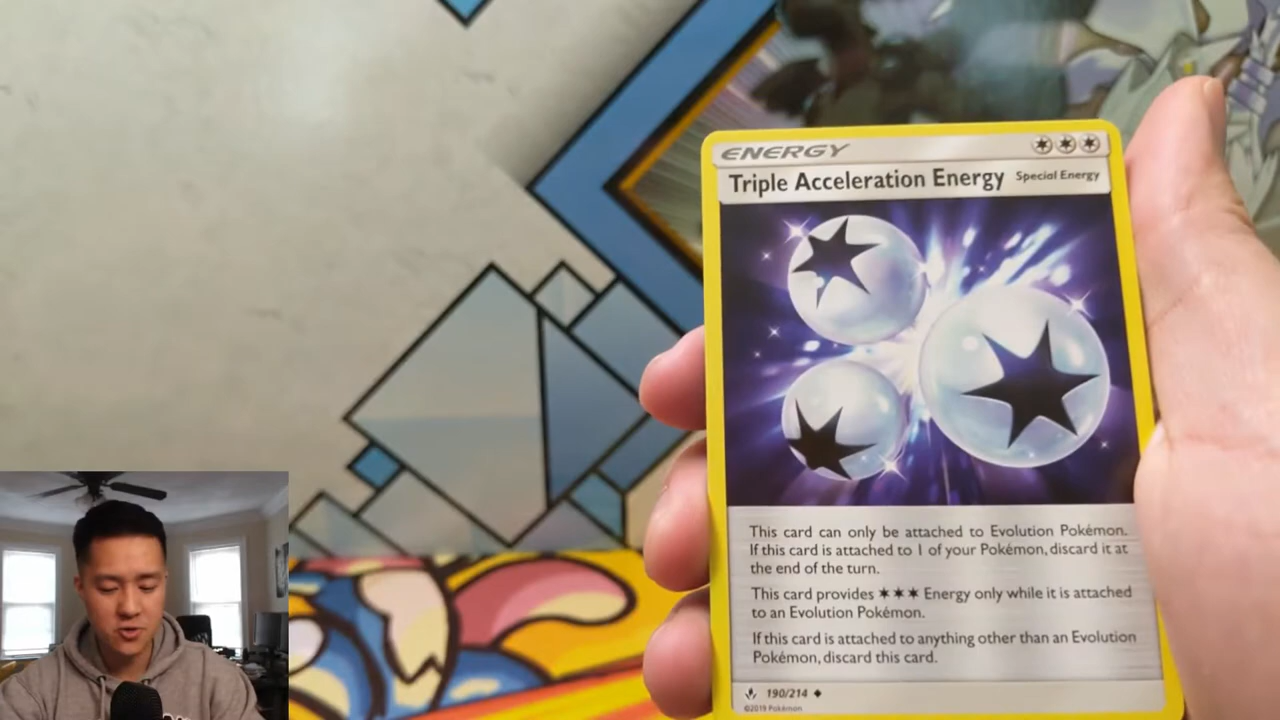 ENERGY
Triple Acceleration Energy Special Energy
This card can only be attached to Evolution Pokémon.
If this card is attached to 1 of your Pokémon, discard it at
the end of the turn.
This card provides ✶✶✶ Energy only while it is attached
to an Evolution Pokémon.
If this card is attached to anything other than an Evolution
Pokémon, discard this card.
190/214 ◆
©2019 Pokémon